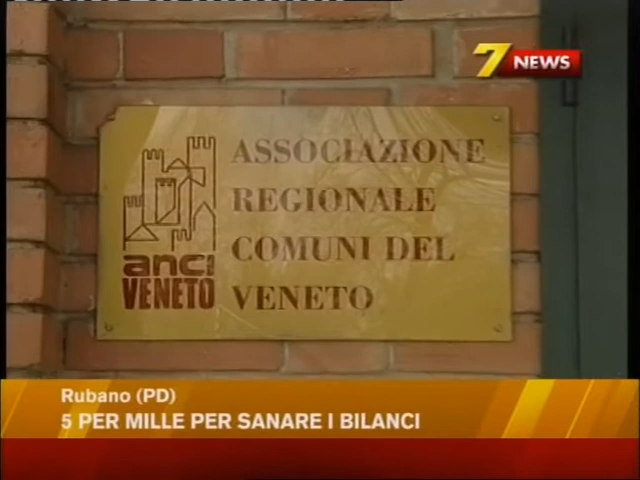 7 NEWS
ASSOCIAZIONE
REGIONALE
COMUNI DEL
VENETO
anci
VENETO
Rubano (PD)
5 PER MILLE PER SANARE I BILANCI